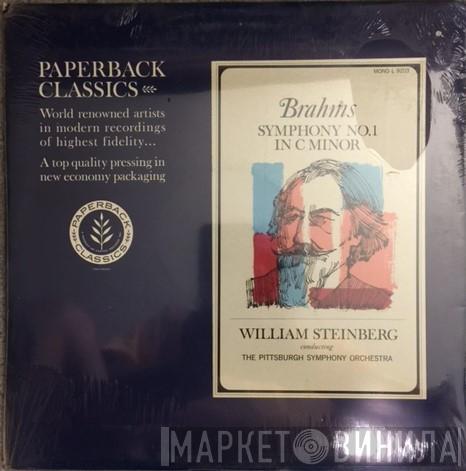 PAPERBACK
CLASSICS
World renowned artists
in modern recordings
of highest fidelity...
A top quality pressing in
new economy packaging
PAPERBACK
CLASSICS
MONO L 9013
Brahms
SYMPHONY NO.1
IN C MINOR
WILLIAM STEINBERG
conducting
THE PITTSBURGH SYMPHONY ORCHESTRA
МАРКЕТ ВИНИЛА